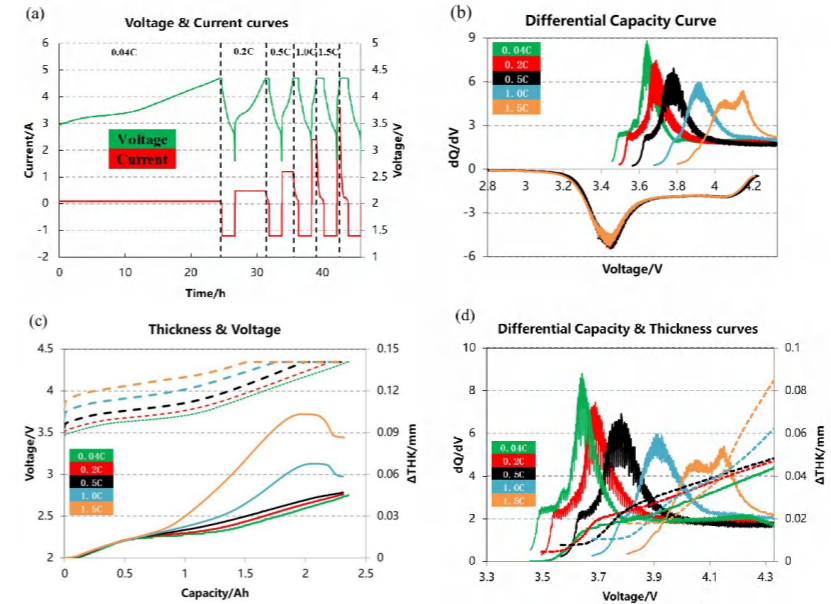 (a)
Voltage & Current curves
0.04C
0.2C
0.5C
1.0C
1.5C
6
5
4
3
2
1
0
-1
-2
Current/A
5
4.5
4
3.5
3
2.5
2
1.5
1
Voltage/V
Voltage
Current
0
10
20
30
40
Time/h
(b)
Differential Capacity Curve
0.04C
0.2C
0.5C
1.0C
1.5C
9
6
3
0
-3
-6
dQ/dV
2.8
3
3.2
3.4
3.6
3.8
4
4.2
Voltage/V
(c)
Thickness & Voltage
4.5
4
3.5
3
2.5
2
Voltage/V
0.15
0.12
0.09
0.06
0.03
0
ΔTHK/mm
0.04C
0.2C
0.5C
1.0C
1.5C
0
0.5
1
1.5
2
2.5
Capacity/Ah
(d)
Differential Capacity & Thickness curves
10
8
6
4
2
0
dQ/dV
0.1
0.08
0.06
0.04
0.02
0
ΔTHK/mm
0.04C
0.2C
0.5C
1.0C
1.5C
3.3
3.5
3.7
3.9
4.1
4.3
Voltage/V